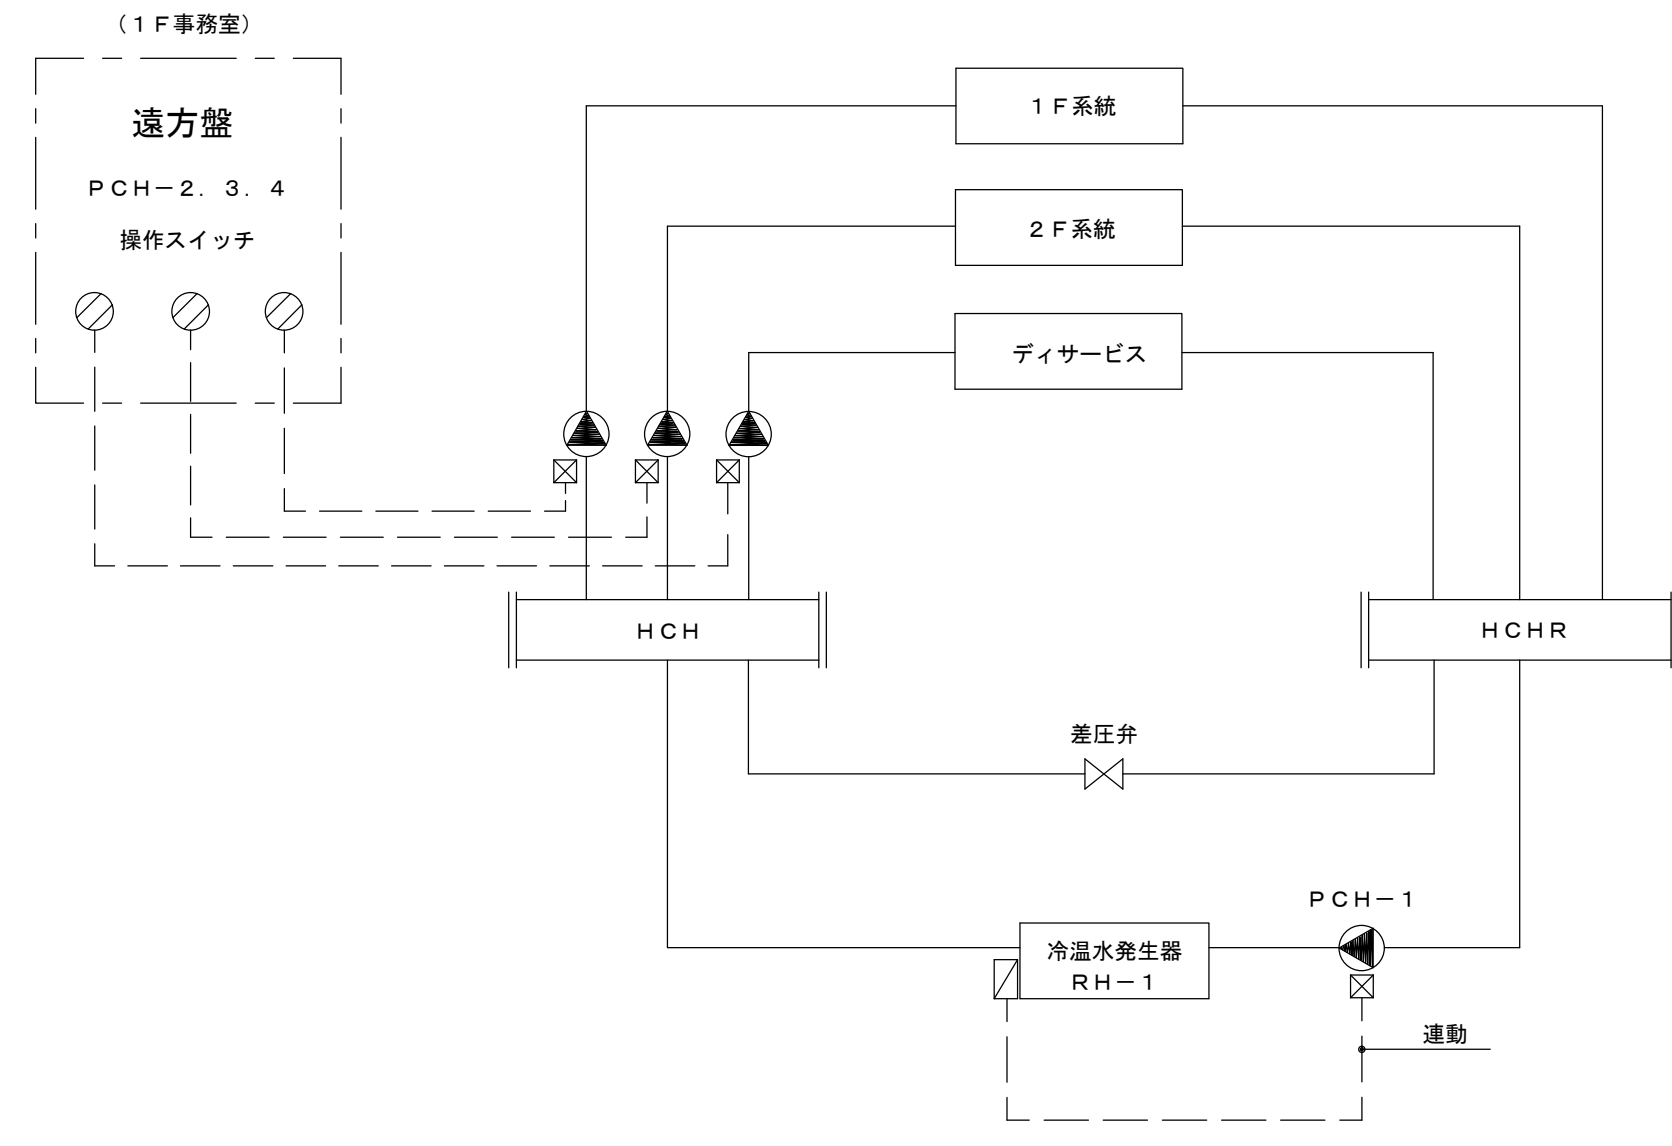 （１Ｆ事務室）
遠方盤
ＰＣＨ－２．３．４
操作スイッチ
１Ｆ系統
２Ｆ系統
ディサービス
ＨＣＨ
ＨＣＨＲ
差圧弁
ＰＣＨ－１
冷温水発生器
ＲＨ－１
連動